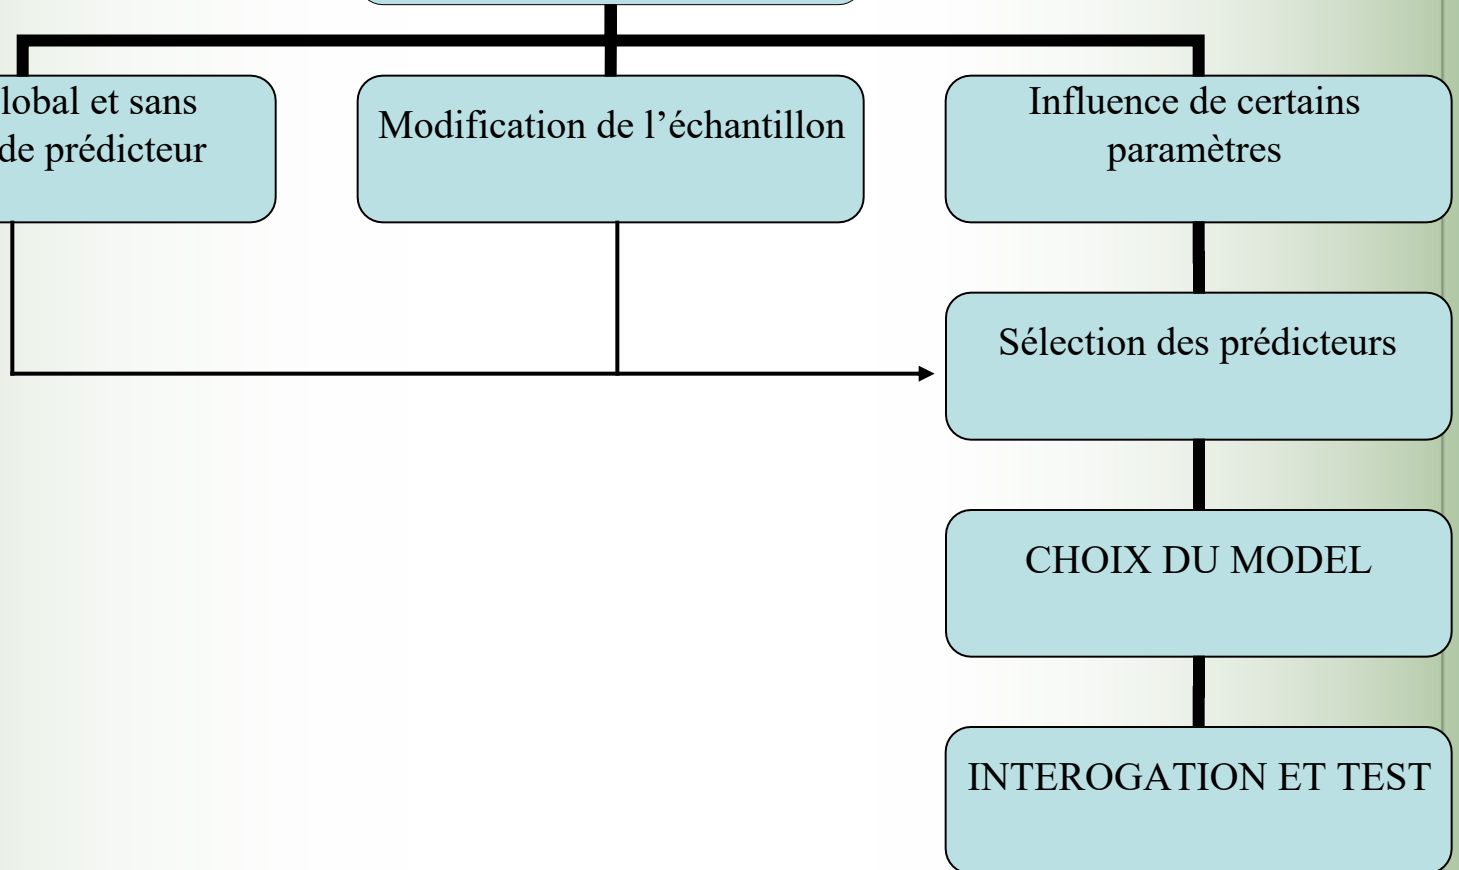 lobal et sans
de prédicteur
Modification de l’échantillon
Influence de certains
paramètres
Sélection des prédicteurs
CHOIX DU MODEL
INTEROGATION ET TEST